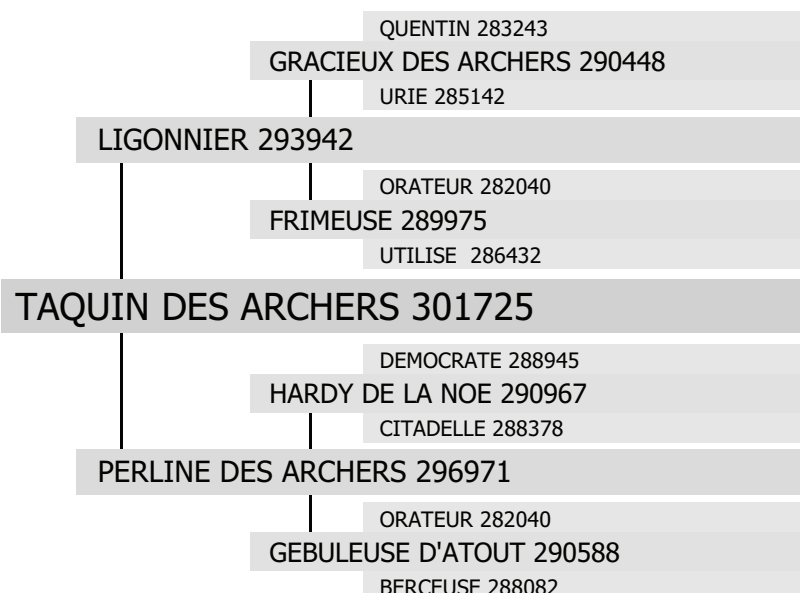 QUENTIN 283243
GRACIEUX DES ARCHERS 290448
URIE 285142
LIGONNIER 293942
ORATEUR 282040
FRIMEUSE 289975
UTILISE 286432
TAQUIN DES ARCHERS 301725
DEMOCRATE 288945
HARDY DE LA NOE 290967
CITADELLE 288378
PERLINE DES ARCHERS 296971
ORATEUR 282040
GEBULEUSE D'ATOUT 290588
BERCEUSE 288082